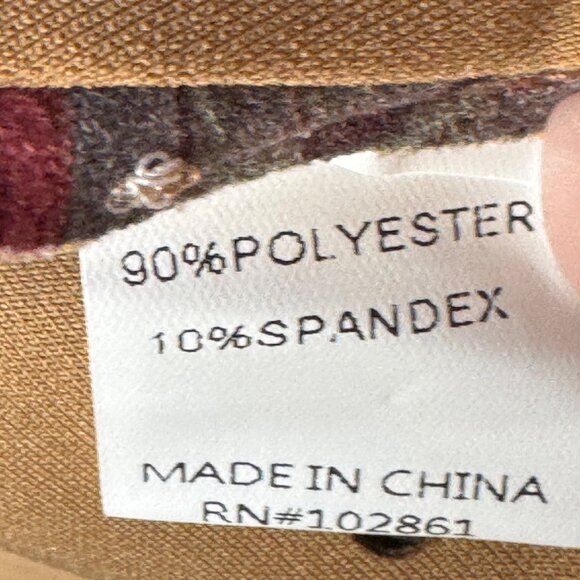 90%POLYESTER
10%SPANDEX
MADE IN CHINA
RN#102861